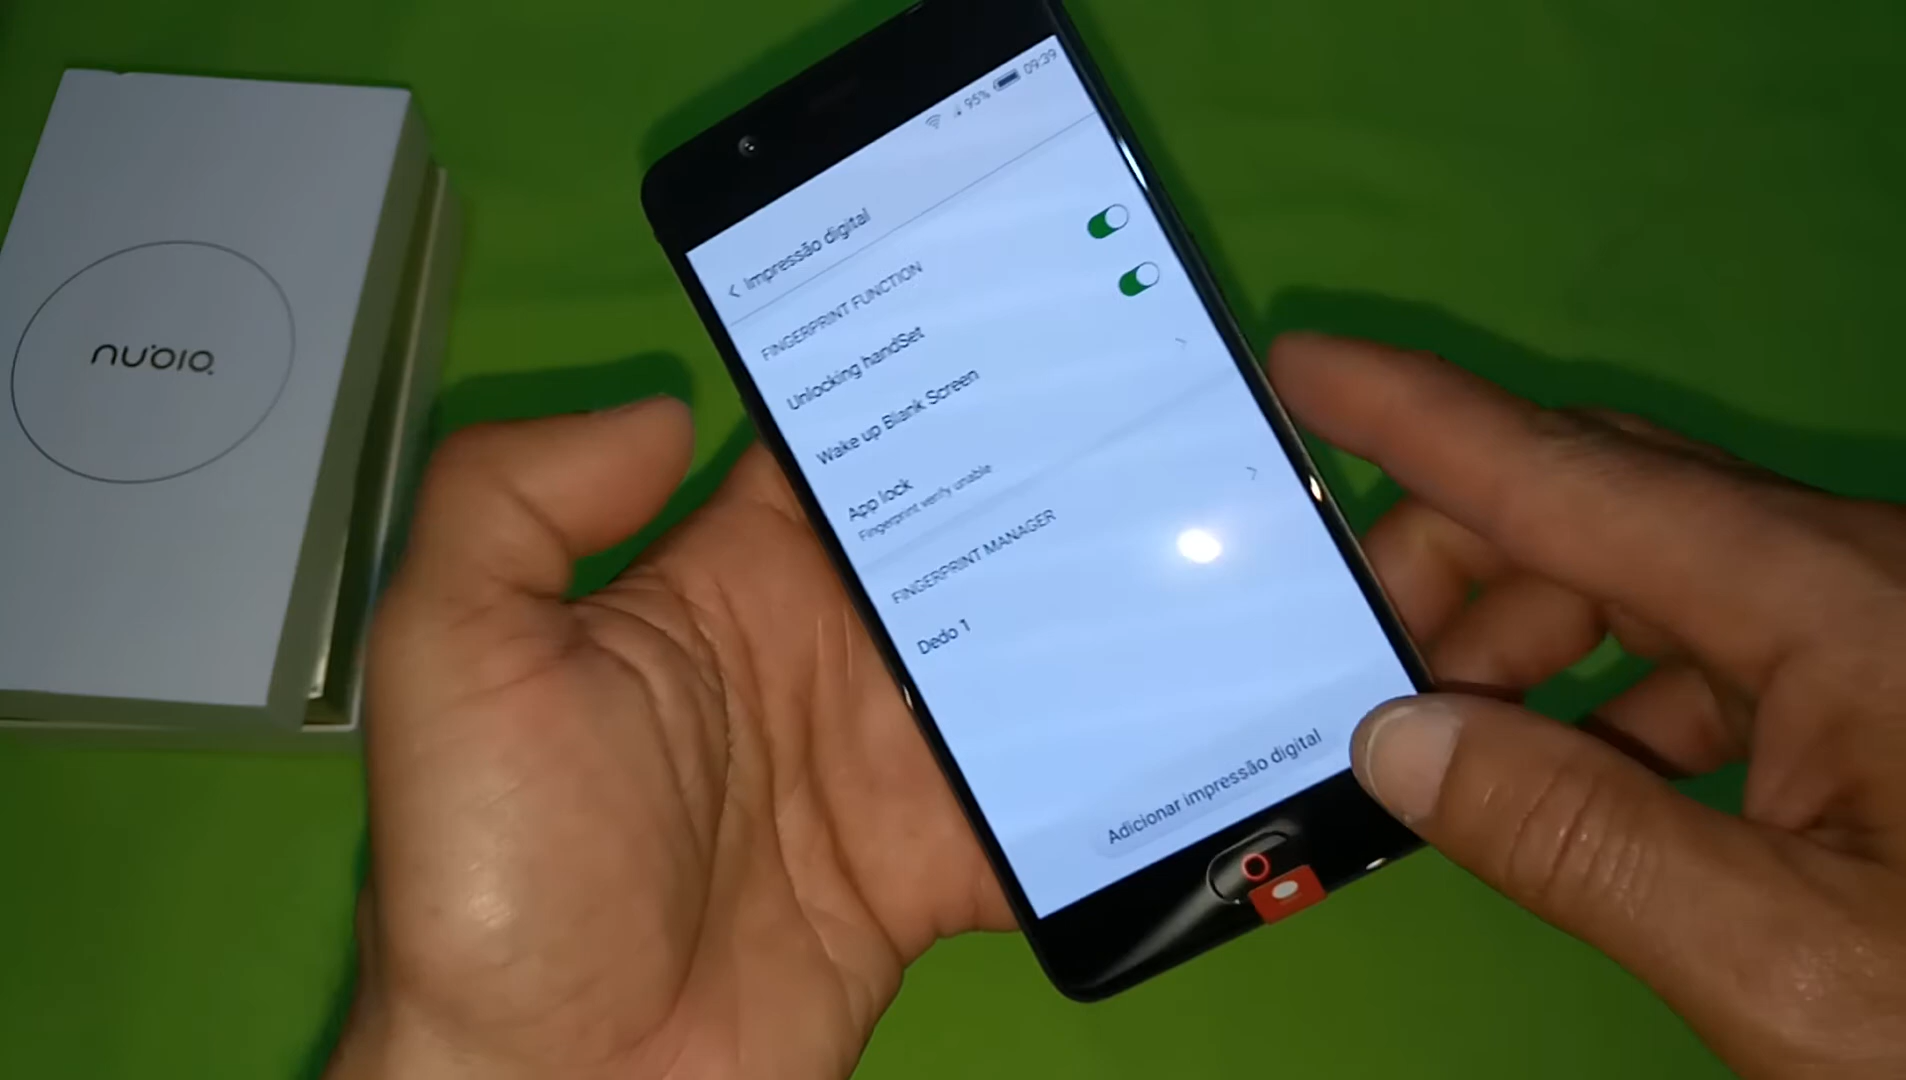 nubia
95% 09:39
Impressão digital
FINGERPRINT FUNCTION
Unlocking handSet
Wake up Blank Screen
App lock
Fingerprint verify unable
FINGERPRINT MANAGER
Dedo 1
Adicionar impressão digital